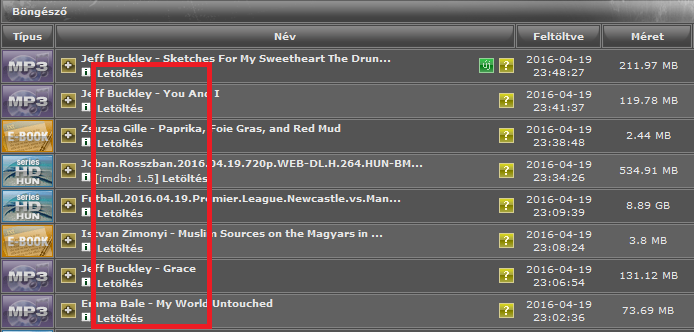 Böngésző
Típus Név Feltöltve Méret
MP3 Jeff Buckley - Sketches For My Sweetheart The Drun... új ? 2016-04-19 211.97 MB
i Letöltés 23:48:27
MP3 Jeff Buckley - You And I ? 2016-04-19 119.78 MB
i Letöltés 23:41:37
E-BOOK Zsuzsa Gille - Paprika, Foie Gras, and Red Mud ? 2016-04-19 2.44 MB
i Letöltés 23:38:48
series HD HUN Joban.Rosszban.2016.04.19.720p.WEB-DL.H.264.HUN-BM... ? 2016-04-19 534.91 MB
i [imdb: 1.5] Letöltés 23:34:26
series HD HUN Futball.2016.04.19.Premier.League.Newcastle.vs.Man... ? 2016-04-19 8.89 GB
i Letöltés 23:09:39
E-BOOK Istvan Zimonyi - Muslim Sources on the Magyars in ... ? 2016-04-19 3.8 MB
i Letöltés 23:08:24
MP3 Jeff Buckley - Grace ? 2016-04-19 131.12 MB
i Letöltés 23:06:54
MP3 Emma Bale - My World Untouched ? 2016-04-19 73.69 MB
i Letöltés 23:02:36